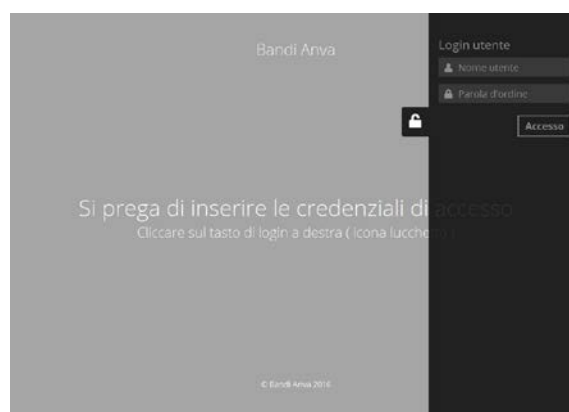 Bandi Anva
Login utente
Nome utente
Parola d'ordine
Accesso
Si prega di inserire le credenziali di accesso
Cliccare sul tasto di login a destra ( icona lucchetto )
© Bandi Anva 2016